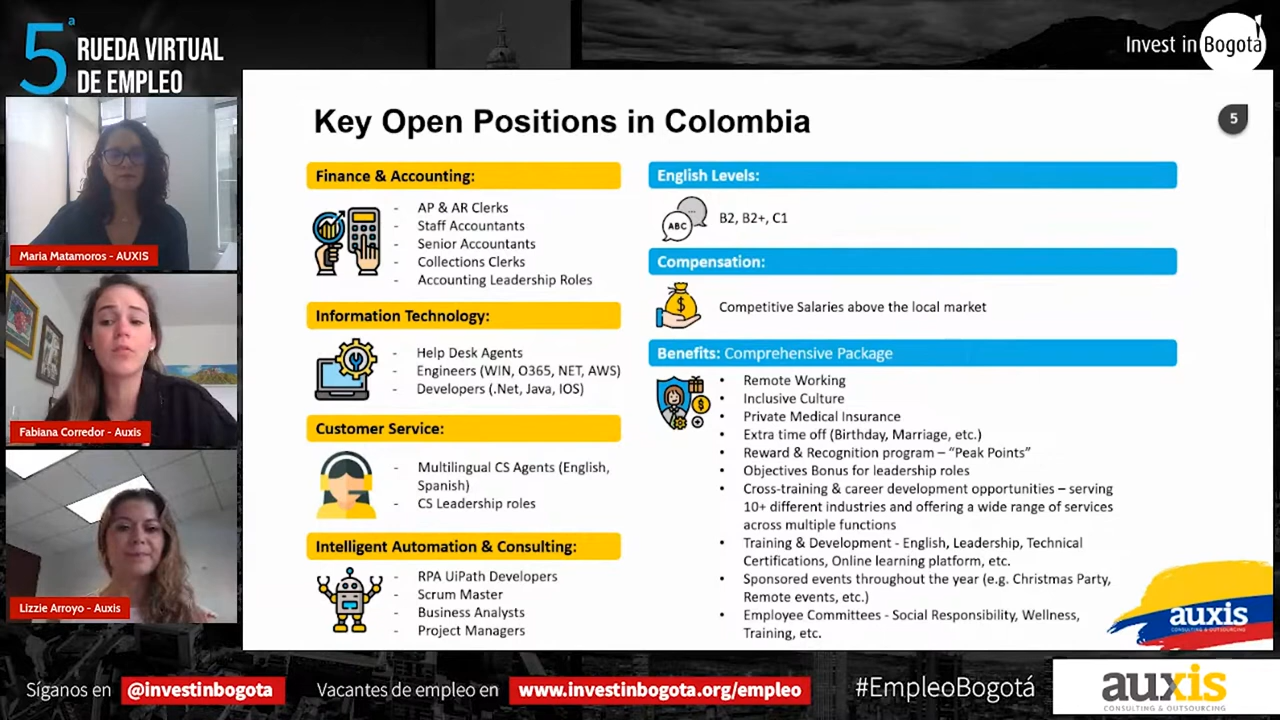 5ª RUEDA VIRTUAL
DE EMPLEO
Invest in Bogotá
Maria Matamoros - AUXIS
Fabiana Corredor - Auxis
Lizzie Arroyo - Auxis
Key Open Positions in Colombia
5
Finance & Accounting:
- AP & AR Clerks
- Staff Accountants
- Senior Accountants
- Collections Clerks
- Accounting Leadership Roles
Information Technology:
- Help Desk Agents
- Engineers (WIN, O365, NET, AWS)
- Developers (.Net, Java, IOS)
Customer Service:
- Multilingual CS Agents (English,
Spanish)
- CS Leadership roles
Intelligent Automation & Consulting:
- RPA UiPath Developers
- Scrum Master
- Business Analysts
- Project Managers
English Levels:
ABC
B2, B2+, C1
Compensation:
Competitive Salaries above the local market
Benefits: Comprehensive Package
• Remote Working
• Inclusive Culture
• Private Medical Insurance
• Extra time off (Birthday, Marriage, etc.)
• Reward & Recognition program – “Peak Points”
• Objectives Bonus for leadership roles
• Cross-training & career development opportunities – serving
10+ different industries and offering a wide range of services
across multiple functions
• Training & Development - English, Leadership, Technical
Certifications, Online learning platform, etc.
• Sponsored events throughout the year (e.g. Christmas Party,
Remote events, etc.)
• Employee Committees - Social Responsibility, Wellness,
Training, etc.
auxis
CONSULTING & OUTSOURCING
Síganos en @investinbogota
Vacantes de empleo en www.investinbogota.org/empleo
#EmpleoBogotá
auxis
CONSULTING & OUTSOURCING